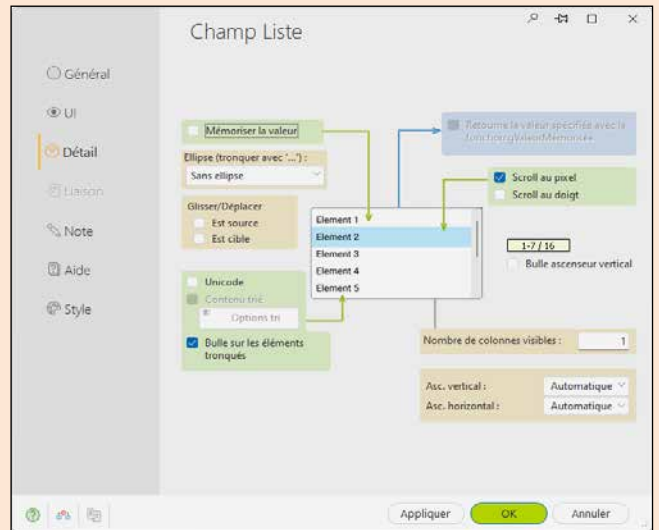 Champ Liste
Général
UI
Détail
Liaison
Note
Aide
Style
Mémoriser la valeur
Ellipse (tronquer avec '...') :
Sans ellipse
Glisser/Déplacer
Est source
Est cible
Unicode
Contenu trié
Options tri
Bulle sur les éléments
tronqués
Element 1
Element 2
Element 3
Element 4
Element 5
Retourne la valeur spécifiée avec la
fonction gValeurMémorisée
Scroll au pixel
Scroll au doigt
1-7 / 16
Bulle ascenseur vertical
Nombre de colonnes visibles : 1
Asc. vertical : Automatique
Asc. horizontal : Automatique
Appliquer OK Annuler